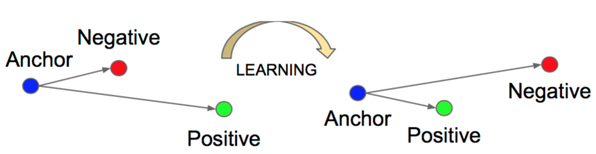 Negative
Anchor
Positive
LEARNING
Negative
Anchor
Positive